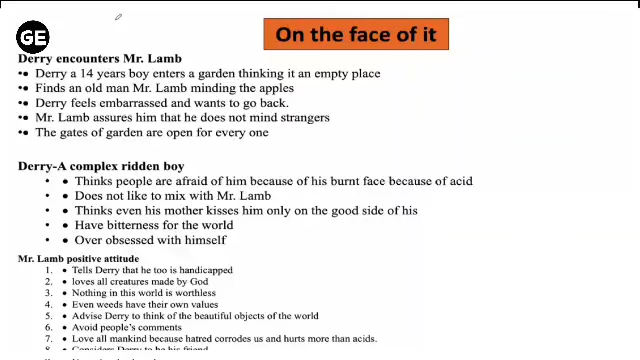 GE
On the face of it
Derry encounters Mr. Lamb
•● Derry a 14 years boy enters a garden thinking it an empty place
•● Finds an old man Mr. Lamb minding the apples
•● Derry feels embarrassed and wants to go back.
•● Mr. Lamb assures him that he does not mind strangers
•● The gates of garden are open for every one
Derry-A complex ridden boy
• ● Thinks people are afraid of him because of his burnt face because of acid
• ● Does not like to mix with Mr. Lamb
• ● Thinks even his mother kisses him only on the good side of his
• ● Have bitterness for the world
• ● Over obsessed with himself
Mr. Lamb positive attitude
1. ● Tells Derry that he too is handicapped
2. ● loves all creatures made by God
3. ● Nothing in this world is worthless
4. ● Even weeds have their own values
5. ● Advise Derry to think of the beautiful objects of the world
6. ● Avoid people's comments
7. ● Love all mankind because hatred corrodes us and hurts more than acids.
8. ● Considers Derry to be his friend